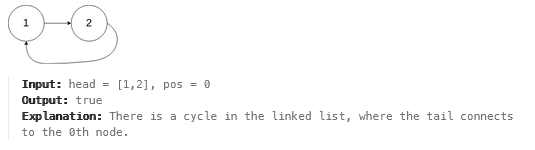 1
2
Input: head = [1,2], pos = 0
Output: true
Explanation: There is a cycle in the linked list, where the tail connects
to the 0th node.